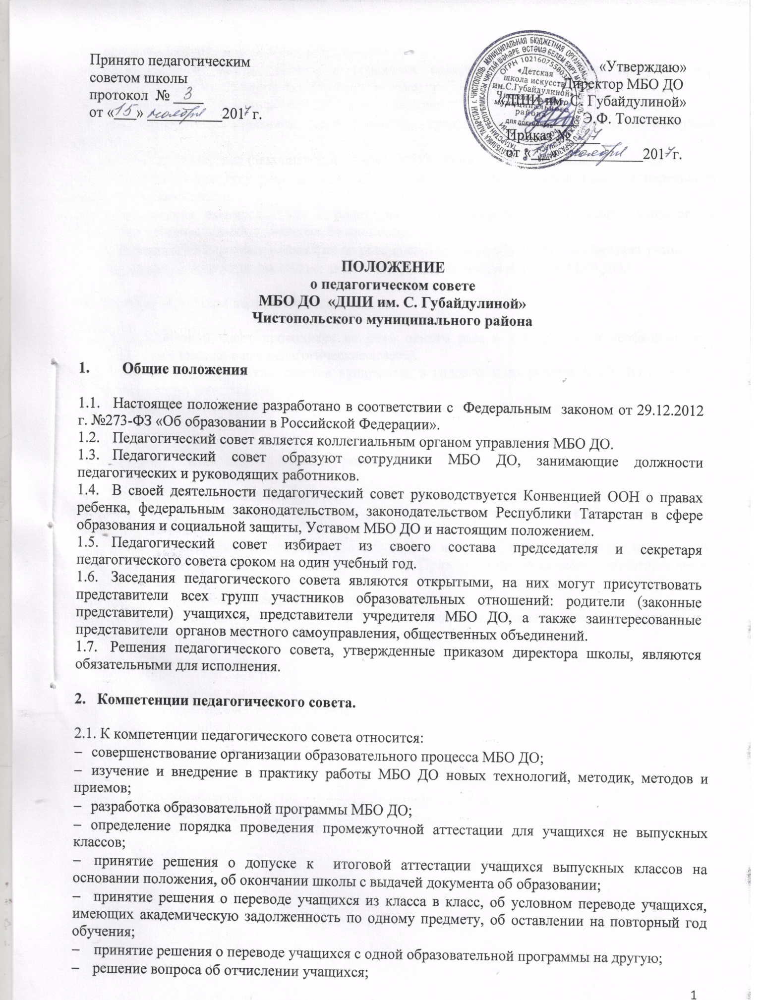 Принято педагогическим
советом школы
протокол № 3
от «15» ноября 2017 г.
«Утверждаю»
Директор МБО ДО
«ДШИ им. С. Губайдулиной»
Э.Ф. Толстенко
Приказ №
от « ноября 2017 г.
«Детская
школа искусств
им.С.Губайдулиной»
Чистопольского
муниципального
района
для документов
ПОЛОЖЕНИЕ
о педагогическом совете
МБО ДО «ДШИ им. С. Губайдулиной»
Чистопольского муниципального района
1. Общие положения
1.1. Настоящее положение разработано в соответствии с Федеральным законом от 29.12.2012
г. №273-ФЗ «Об образовании в Российской Федерации».
1.2. Педагогический совет является коллегиальным органом управления МБО ДО.
1.3. Педагогический совет образуют сотрудники МБО ДО, занимающие должности
педагогических и руководящих работников.
1.4. В своей деятельности педагогический совет руководствуется Конвенцией ООН о правах
ребенка, федеральным законодательством, законодательством Республики Татарстан в сфере
образования и социальной защиты, Уставом МБО ДО и настоящим положением.
1.5. Педагогический совет избирает из своего состава председателя и секретаря
педагогического совета сроком на один учебный год.
1.6. Заседания педагогического совета являются открытыми, на них могут присутствовать
представители всех групп участников образовательных отношений: родители (законные
представители) учащихся, представители учредителя МБО ДО, а также заинтересованные
представители органов местного самоуправления, общественных объединений.
1.7. Решения педагогического совета, утвержденные приказом директора школы, являются
обязательными для исполнения.
2. Компетенции педагогического совета.
2.1. К компетенции педагогического совета относится:
– совершенствование организации образовательного процесса МБО ДО;
– изучение и внедрение в практику работы МБО ДО новых технологий, методик, методов и
приемов;
– разработка образовательной программы МБО ДО;
– определение порядка проведения промежуточной аттестации для учащихся не выпускных
классов;
– принятие решения о допуске к итоговой аттестации учащихся выпускных классов на
основании положения, об окончании школы с выдачей документа об образовании;
– принятие решения о переводе учащихся из класса в класс, об условном переводе учащихся,
имеющих академическую задолженность по одному предмету, об оставлении на повторный год
обучения;
– принятие решения о переводе учащихся с одной образовательной программы на другую;
– решение вопроса об отчислении учащихся;
1